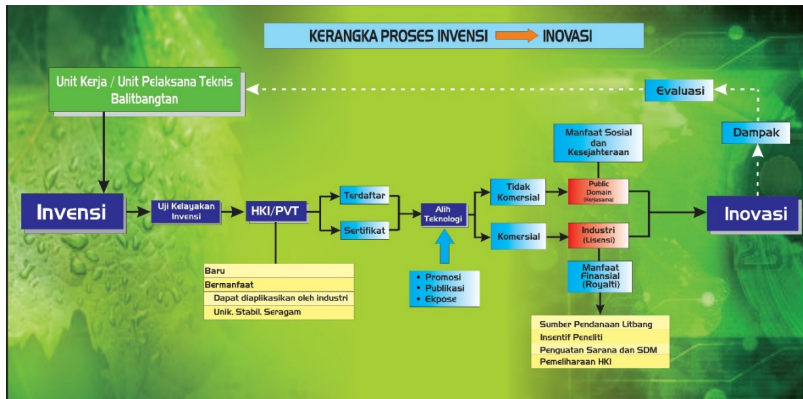 KERANGKA PROSES INVENSI INOVASI
Unit Kerja / Unit Pelaksana Teknis
Balitbangtan
Evaluasi
Dampak
Manfaat Sosial
dan
Kesejahteraan
Invensi
Uji Kelayakan
Invensi
HKI/PVT
Terdaftar
Sertifikat
Alih
Teknologi
Tidak
Komersial
Komersial
Public
Domain
(Kerjasama)
Industri
(Lisensi)
Inovasi
Manfaat
Finansial
(Royalti)
• Promosi
• Publikasi
• Ekpose
Baru
Bermanfaat
Dapat diaplikasikan oleh industri
Unik, Stabil, Seragam
Sumber Pendanaan Litbang
Insentif Peneliti
Penguatan Sarana dan SDM
Pemeliharaan HKI